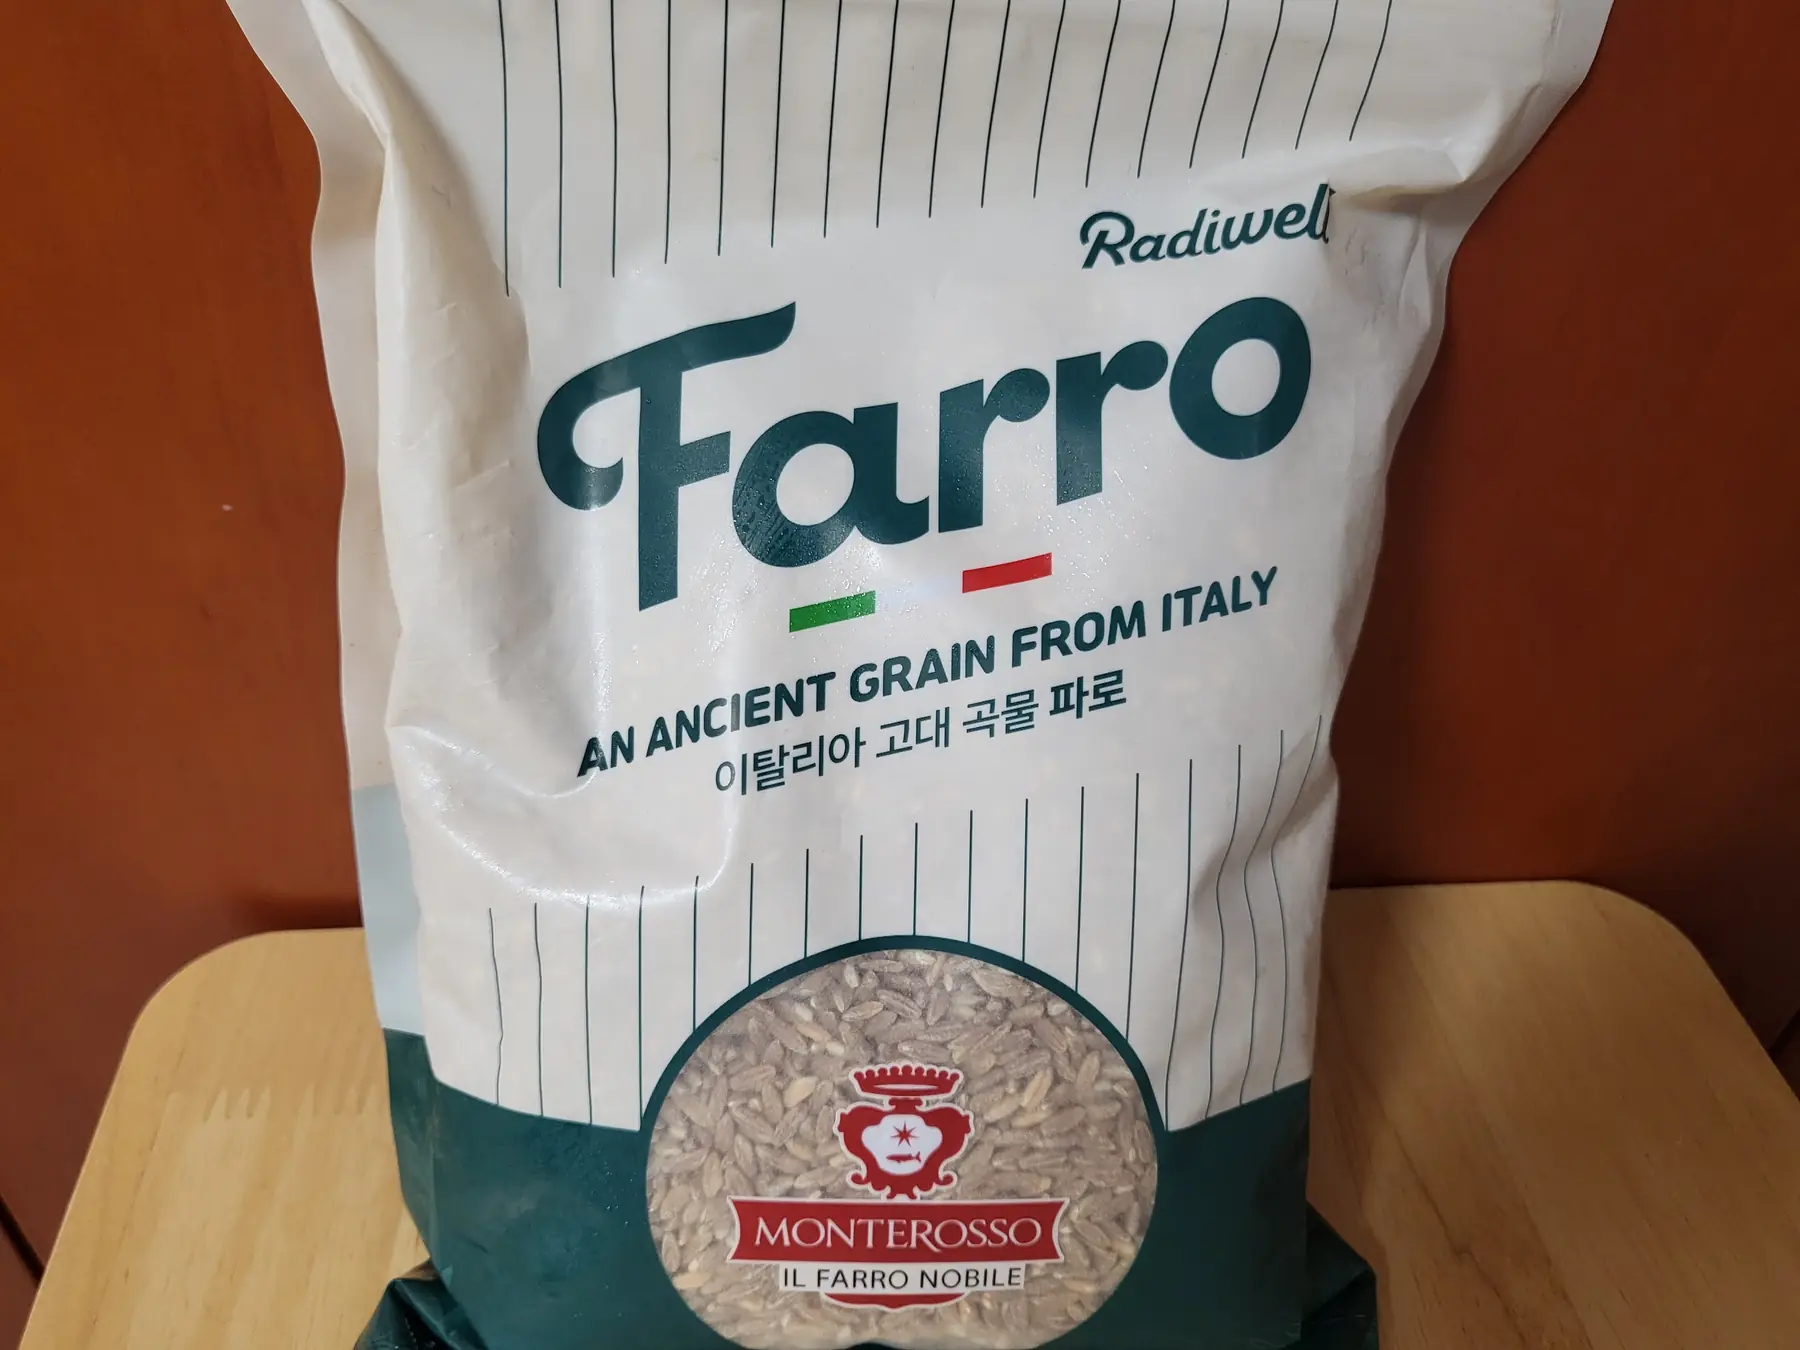 Radiwell
Farro
AN ANCIENT GRAIN FROM ITALY
이탈리아 고대 곡물 파로
MONTEROSSO
IL FARRO NOBILE